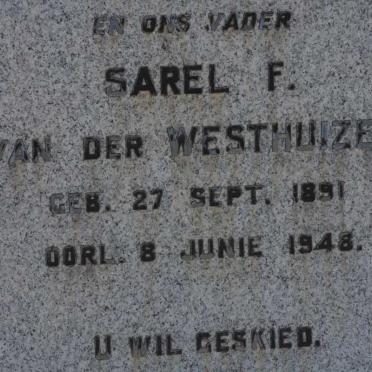 EN ONS VADER
SAREL F.
VAN DER WESTHUIZE
GEB. 27 SEPT. 1891
OORL. 8 JUNIE 1948.
U WIL GESKIED.